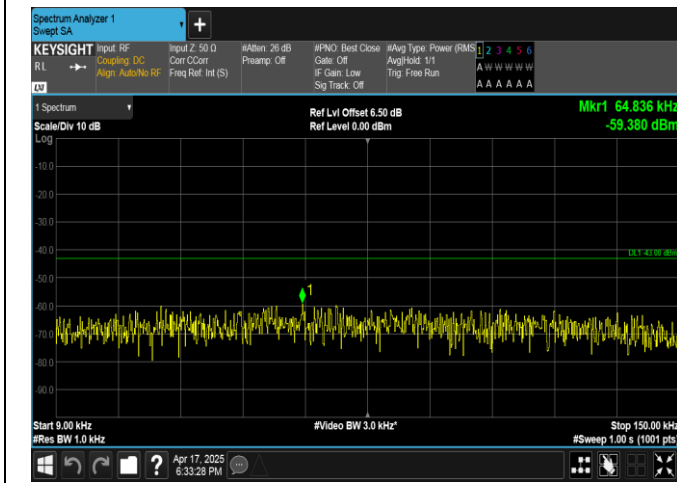 Spectrum Analyzer 1
Swept SA
+
KEYSIGHT Input: RF Input Z: 50 Ω #Atten: 26 dB #PNO: Best Close #Avg Type: Power (RMS 1 2 3 4 5 6
RL Coupling: DC Corr CCorr Preamp: Off Gate: Off Avg|Hold: 1/1 A W W W W W
Align: Auto/No RF Freq Ref: Int (S) IF Gain: Low Trig: Free Run
Sig Track: Off A A A A A A
LXI
1 Spectrum Ref Lvl Offset 6.50 dB Mkr1 64.836 kHz
Scale/Div 10 dB Ref Level 0.00 dBm -59.380 dBm
Log
-10.0
-20.0
-30.0
-40.0
DL1 -43.00 dBm
-50.0
1
-60.0
-70.0
-80.0
-90.0
Start 9.00 kHz #Video BW 3.0 kHz* Stop 150.00 kHz
#Res BW 1.0 kHz #Sweep 1.00 s (1001 pts)
? Apr 17, 2025
6:33:28 PM